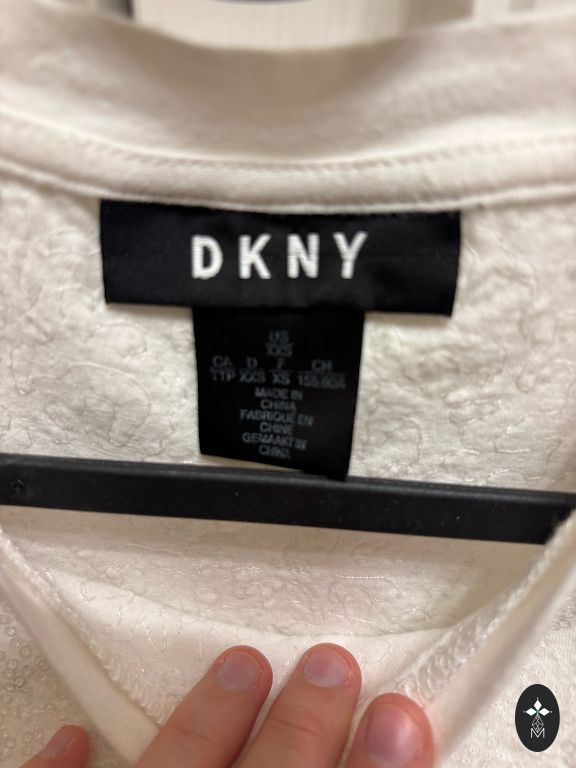 DKNY
US
XXS
CA D F CH
TTP XXS XS 155/80A
MADE IN
CHINA
FABRIQUE EN
CHINE
GEMAAKT IN
CHINA
M